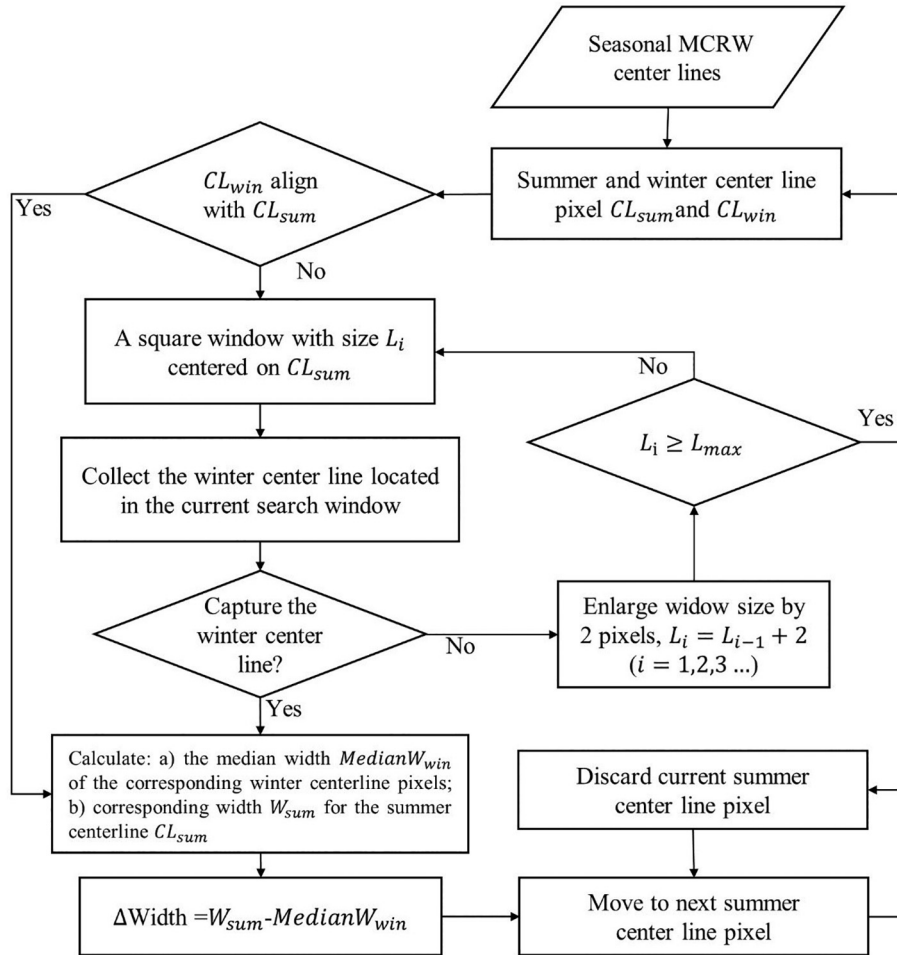 Seasonal MCRW
center lines
Summer and winter center line
pixel CL_sum and CL_win
CL_win align
with CL_sum
Yes
No
A square window with size L_i
centered on CL_sum
Collect the winter center line located
in the current search window
Capture the
winter center
line?
No
Yes
Enlarge widow size by
2 pixels, L_i = L_{i-1} + 2
(i = 1,2,3 ...)
L_i ≥ L_max
No
Yes
Calculate: a) the median width MedianW_win
of the corresponding winter centerline pixels;
b) corresponding width W_sum for the summer
centerline CL_sum
ΔWidth =W_sum-MedianW_win
Discard current summer
center line pixel
Move to next summer
center line pixel